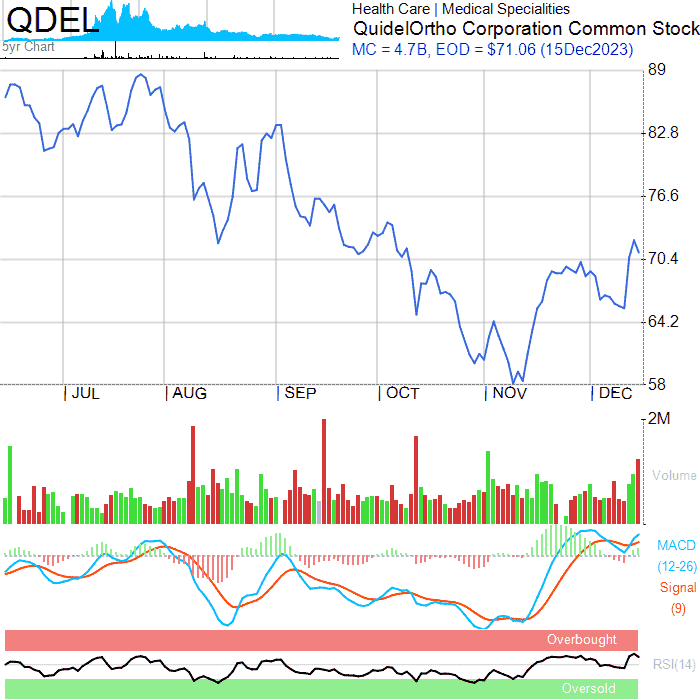 QDEL
5yr Chart
Health Care | Medical Specialities
QuidelOrtho Corporation Common Stock
MC = 4.7B, EOD = $71.06 (15Dec2023)
89
82.8
76.6
70.4
64.2
58
| JUL
| AUG
| SEP
| OCT
| NOV
| DEC
2M
Volume
MACD
(12-26)
Signal
(9)
Overbought
RSI(14)
Oversold